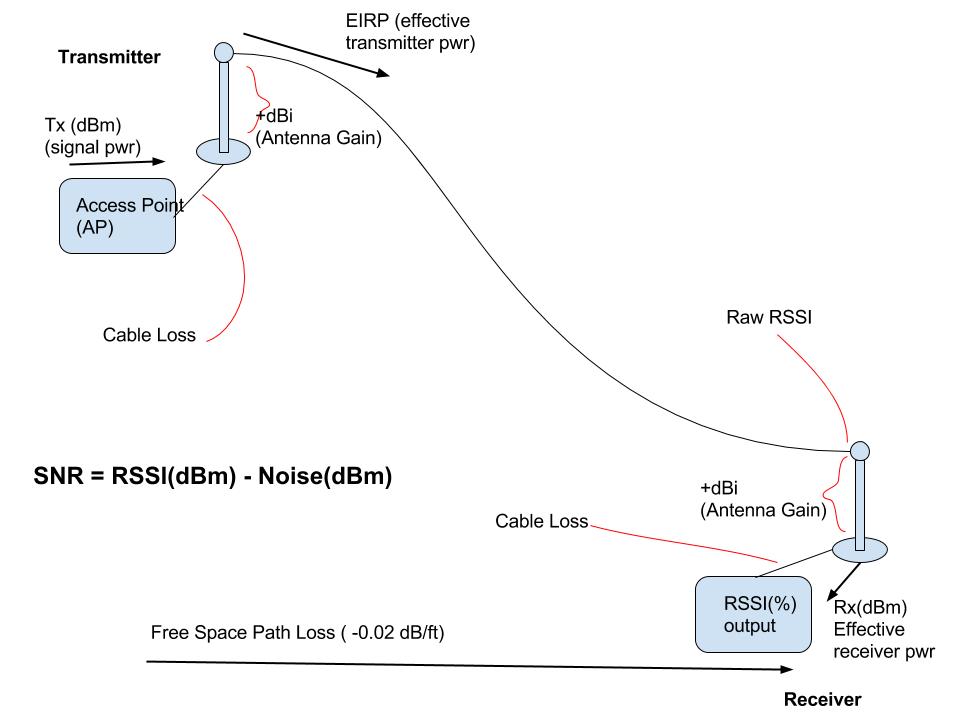 EIRP (effective
transmitter pwr)
Transmitter
+dBi
(Antenna Gain)
Tx (dBm)
(signal pwr)
Access Point
(AP)
Cable Loss
Raw RSSI
SNR = RSSI(dBm) - Noise(dBm)
+dBi
(Antenna Gain)
Cable Loss
RSSI(%)
output
Rx(dBm)
Effective
receiver pwr
Free Space Path Loss ( -0.02 dB/ft)
Receiver